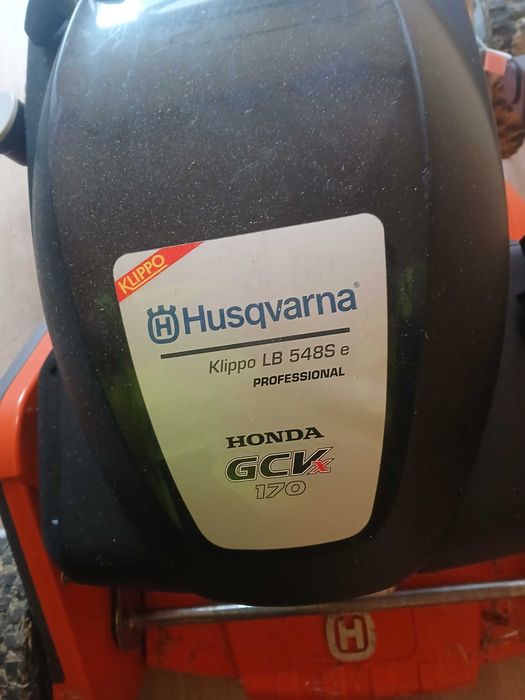 KLIPPO
Husqvarna®
Klippo LB 548S e
PROFESSIONAL
HONDA
GCVx
170
H